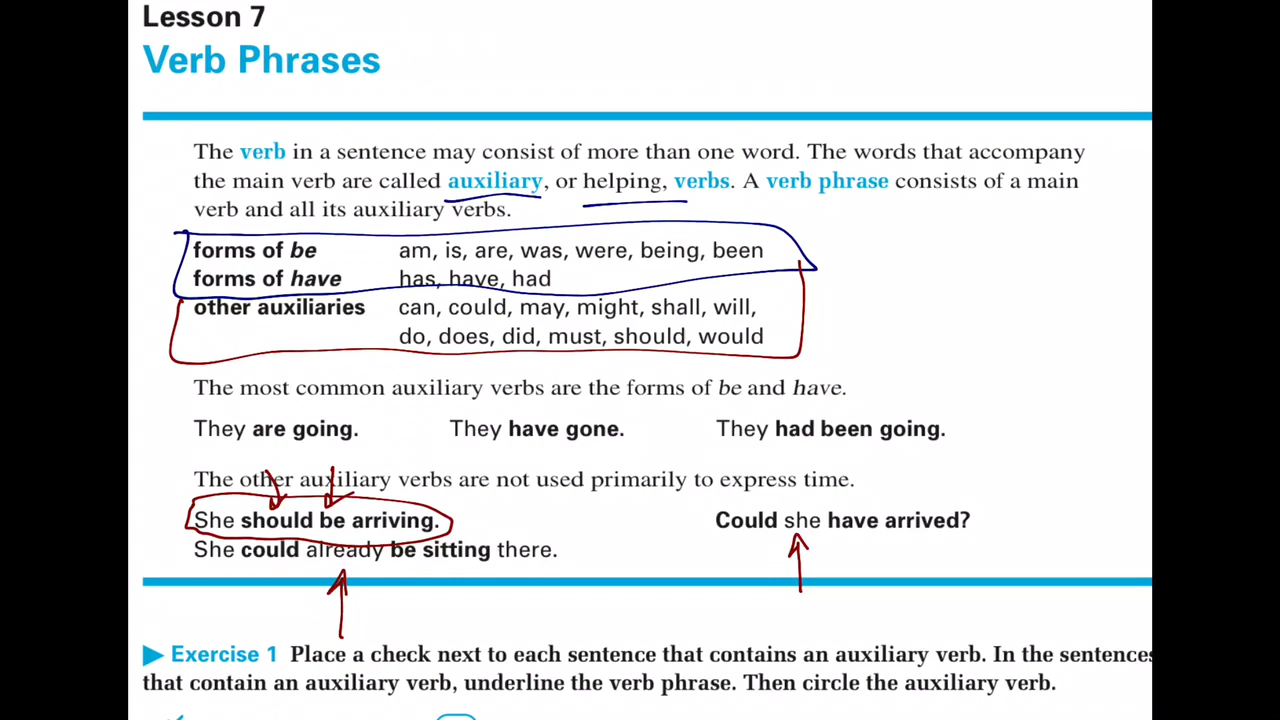 Lesson 7
Verb Phrases
The verb in a sentence may consist of more than one word. The words that accompany
the main verb are called auxiliary, or helping, verbs. A verb phrase consists of a main
verb and all its auxiliary verbs.
forms of be am, is, are, was, were, being, been
forms of have has, have, had
other auxiliaries can, could, may, might, shall, will,
do, does, did, must, should, would
The most common auxiliary verbs are the forms of be and have.
They are going. They have gone. They had been going.
The other auxiliary verbs are not used primarily to express time.
She should be arriving. Could she have arrived?
She could already be sitting there.
▶ Exercise 1 Place a check next to each sentence that contains an auxiliary verb. In the sentences
that contain an auxiliary verb, underline the verb phrase. Then circle the auxiliary verb.